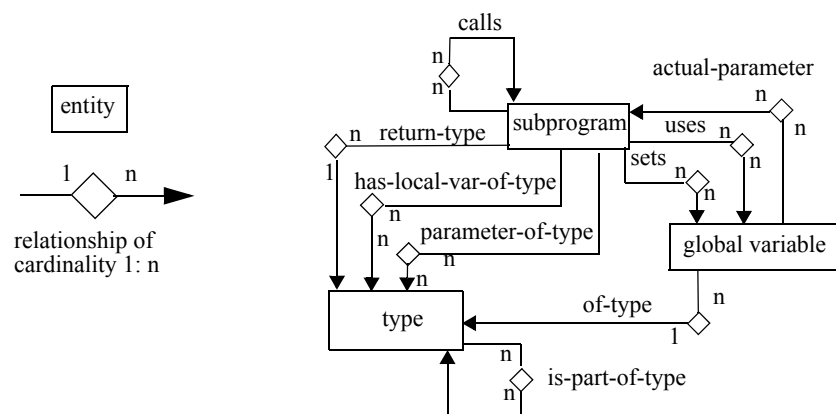 calls
n
n
actual-parameter
n
n
entity
subprogram
uses
n
n
return-type
n
1
sets
n
n
1
n
has-local-var-of-type
n
n
relationship of
cardinality 1: n
parameter-of-type
n
n
global variable
n
of-type
1
type
n
n
is-part-of-type